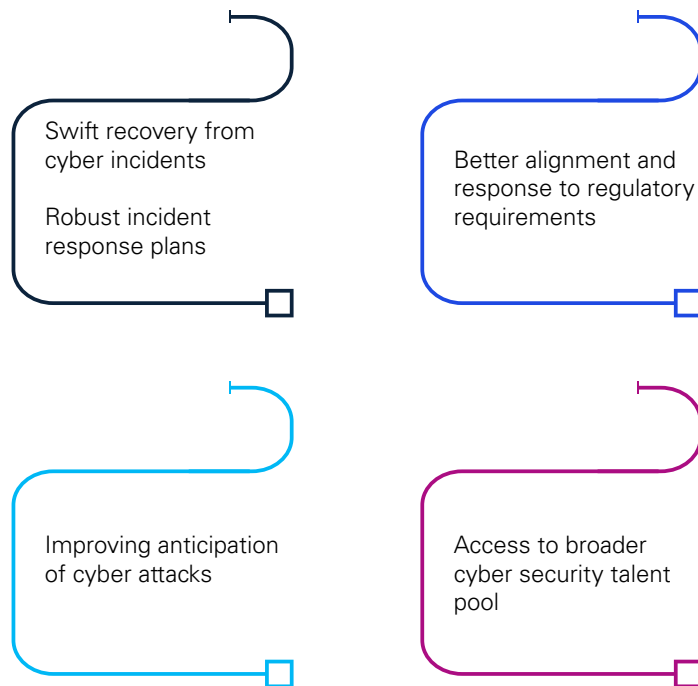 Swift recovery from
cyber incidents
Robust incident
response plans
Better alignment and
response to regulatory
requirements
Improving anticipation
of cyber attacks
Access to broader
cyber security talent
pool